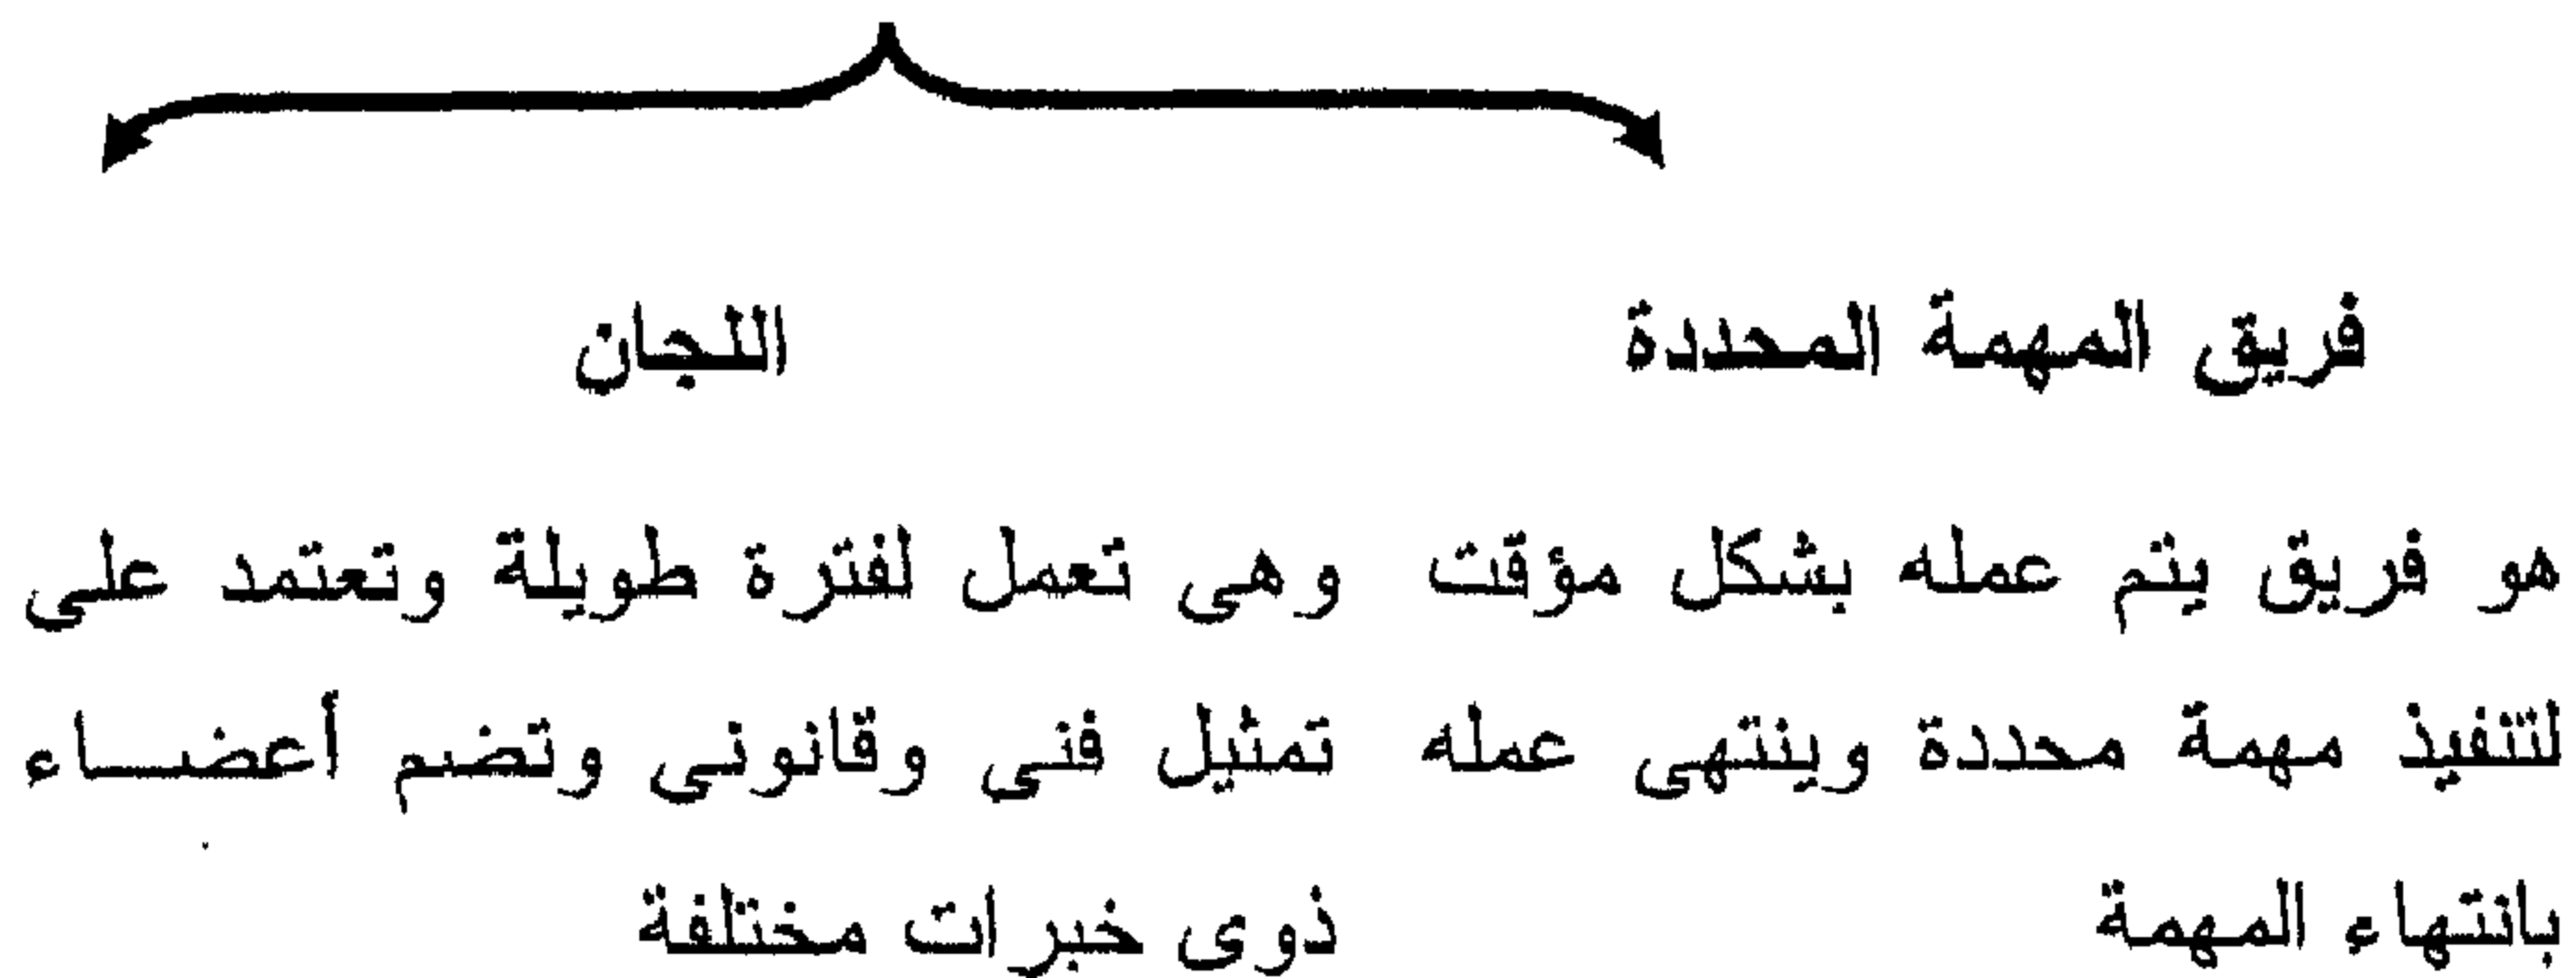 فريق المهمة المحددة
هو فريق يتم عمله بشكل مؤقت
لتنفيذ مهمة محددة وينتهى عمله
بانتهاء المهمة
اللجان
وهى تعمل لفترة طويلة وتعتمد على
تمثيل فنى وقانونى وتضم أعضاء
ذوى خبرات مختلفة